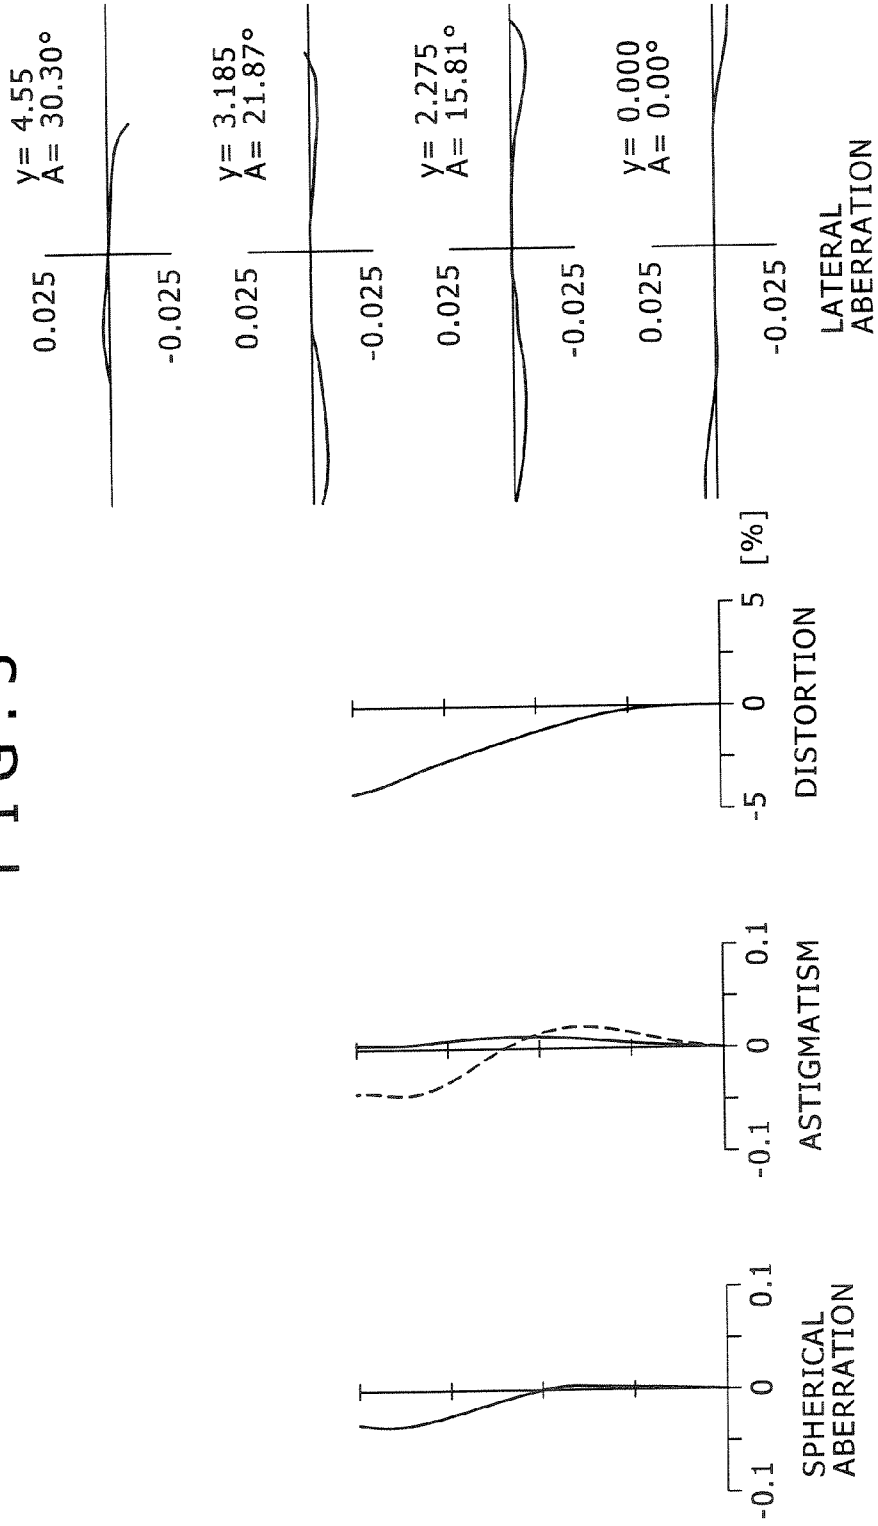 FIG.
-0.1 0 0.1
SPHERICAL
ABERRATION
-0.1 0 0.1
ASTIGMATISM
-5 0 5 [%]
DISTORTION
0.025
y= 4.55
A= 30.30°
-0.025
0.025
y= 3.185
A= 21.87°
-0.025
0.025
y= 2.275
A= 15.81°
-0.025
0.025
y= 0.000
A= 0.00°
-0.025
LATERAL
ABERRATION